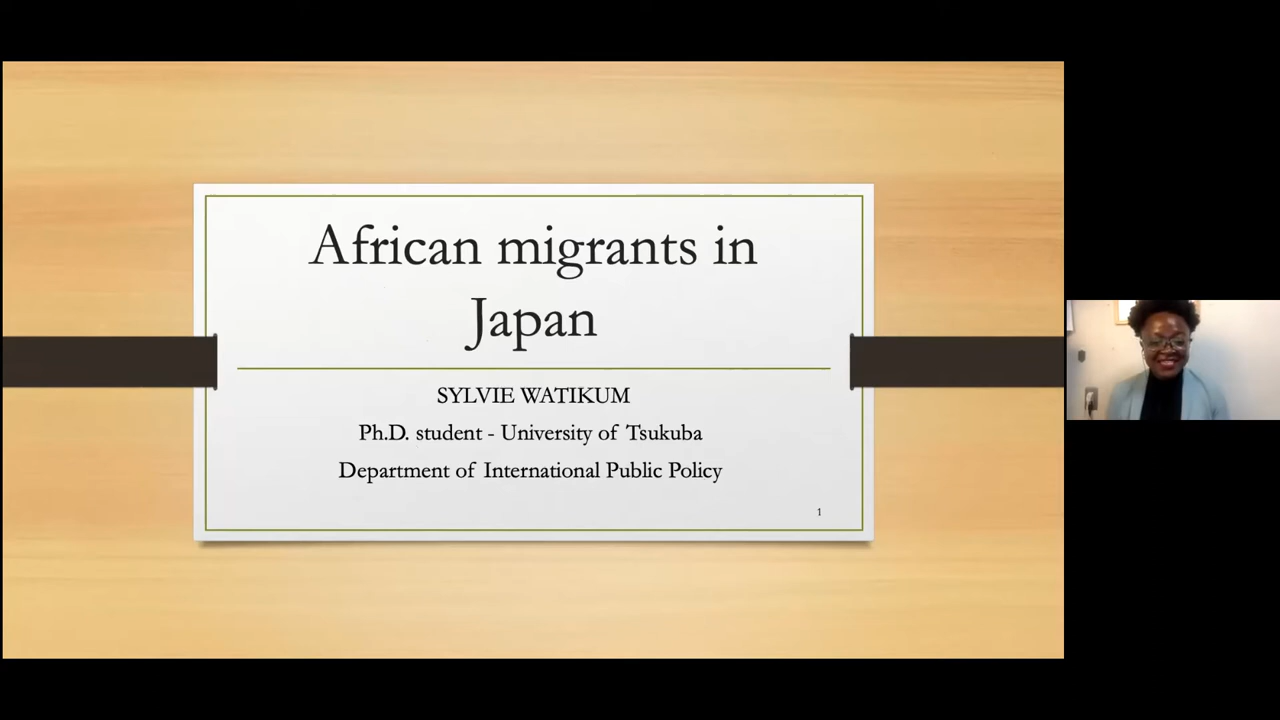 African migrants in
Japan
SYLVIE WATIKUM
Ph.D. student - University of Tsukuba
Department of International Public Policy
1